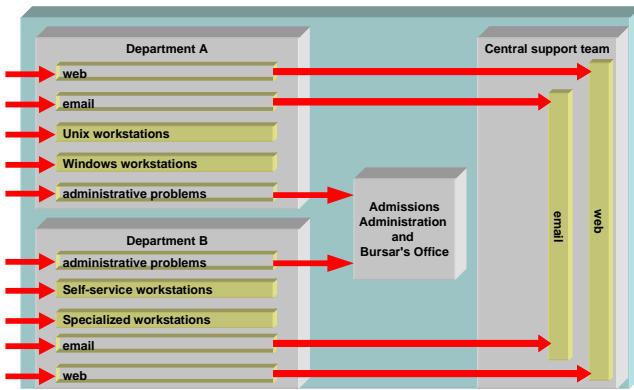 Department A
web
email
Unix workstations
Windows workstations
administrative problems
Department B
administrative problems
Self-service workstations
Specialized workstations
email
web
Admissions
Administration
and
Bursar's Office
Central support team
email
web